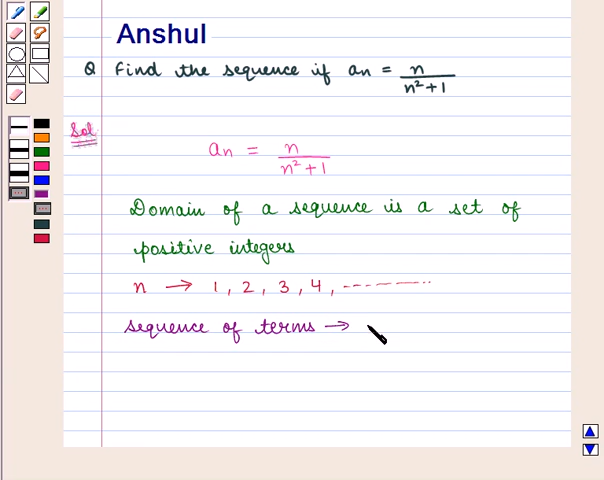 Anshul
Q Find the sequence if an = n/(n²+1)
Sol
an = n/(n²+1)
Domain of a sequence is a set of
positive integers
n → 1, 2, 3, 4, ----------
sequence of terms →